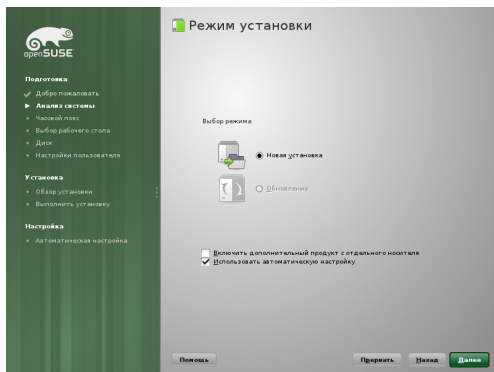 openSUSE
Подготовка
Добро пожаловать
Анализ системы
Часовой пояс
Выбор рабочего стола
Диск
Настройки пользователя
Установка
Обзор установки
Выполнить установку
Настройка
Автоматическая настройка
Режим установки
Выбор режима
Новая установка
Обновление
Включить дополнительный продукт с отдельного носителя
Использовать автоматическую настройку
Помощь
Прервать
Назад
Далее